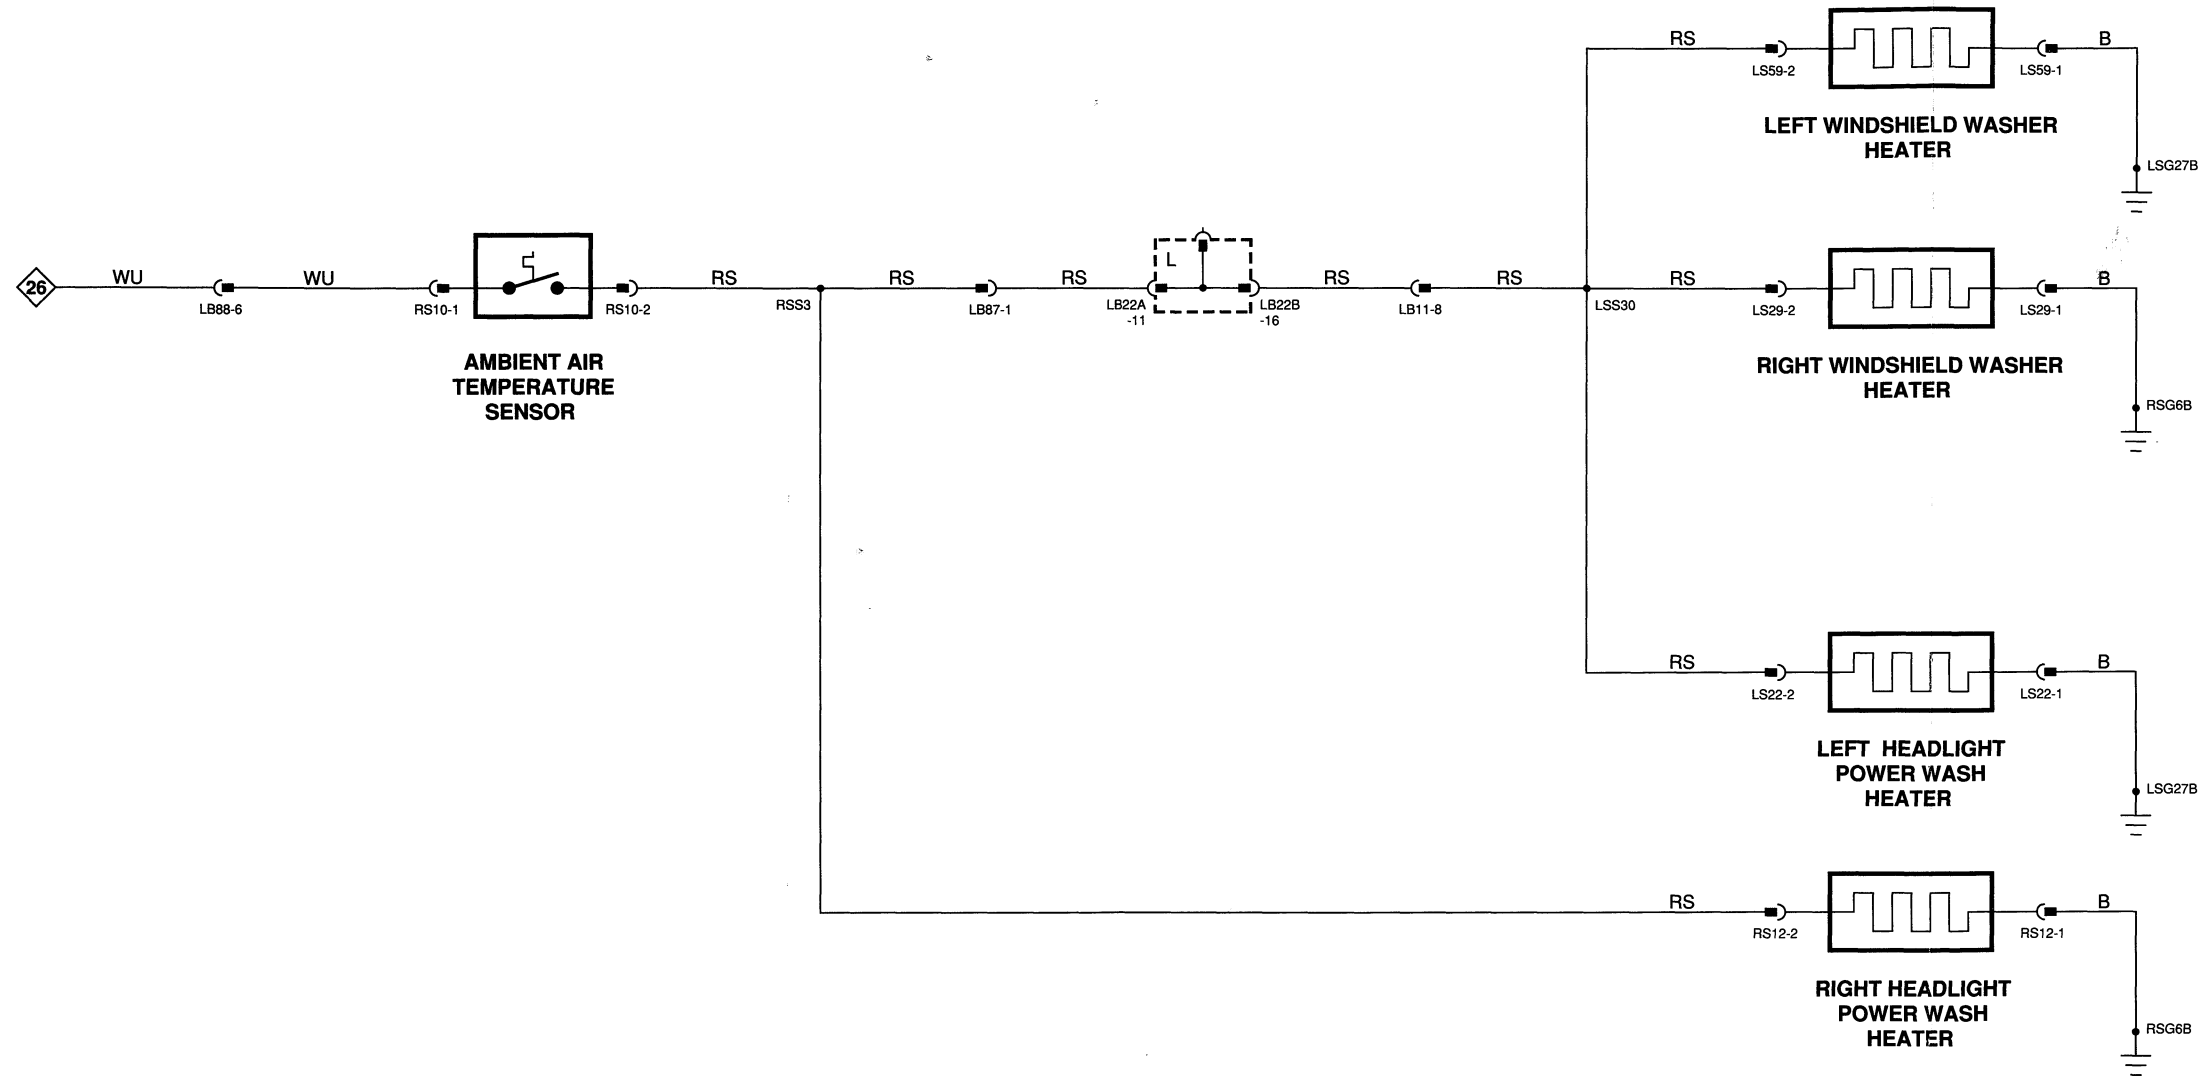 RS
LS59-2
LS59-1
B
LEFT WINDSHIELD WASHER
HEATER
LSG27B
26
WU
LB88-6
WU
RS10-1
RS10-2
AMBIENT AIR
TEMPERATURE
SENSOR
RS
RSS3
RS
LB87-1
RS
LB22A
-11
L
LB22B
-16
RS
LB11-8
RS
LSS30
RS
LS29-2
LS29-1
B
RIGHT WINDSHIELD WASHER
HEATER
RSG6B
RS
LS22-2
LS22-1
B
LEFT HEADLIGHT
POWER WASH
HEATER
LSG27B
RS
RS12-2
RS12-1
B
RIGHT HEADLIGHT
POWER WASH
HEATER
RSG6B